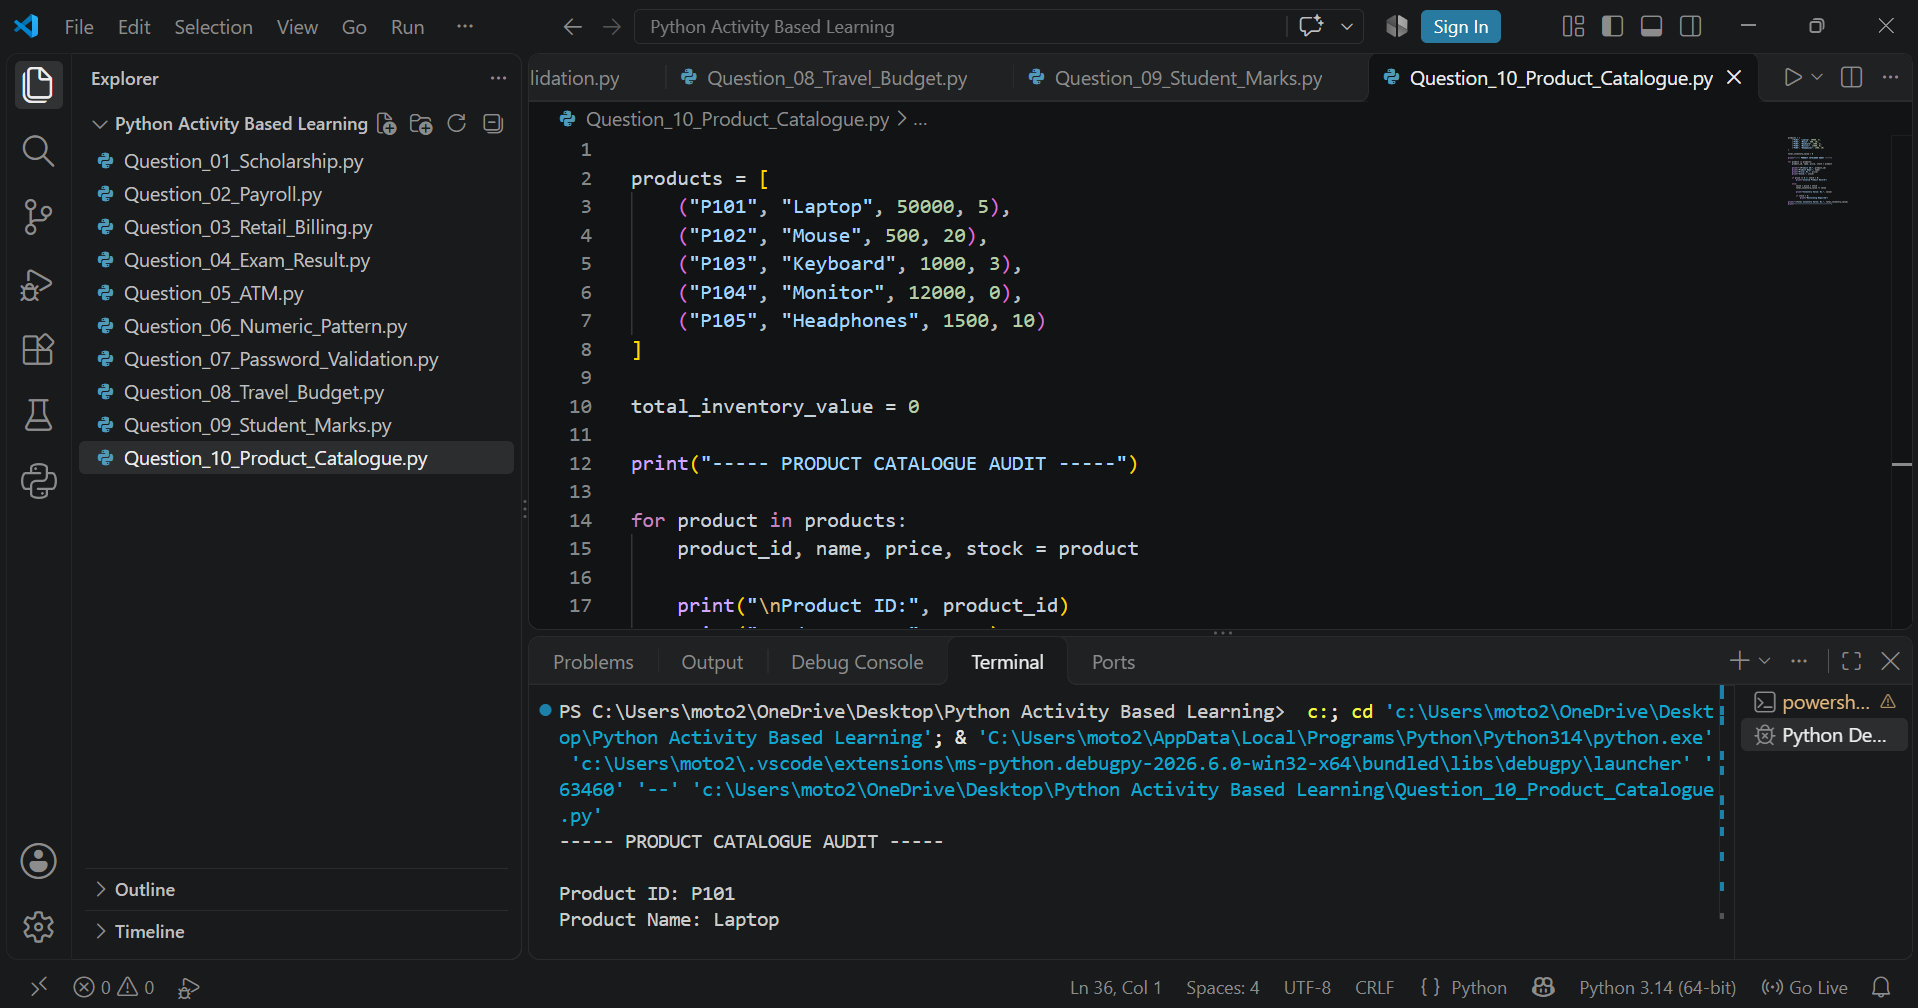 File Edit Selection View Go Run ···
Python Activity Based Learning
Sign In
Explorer
Python Activity Based Learning
Question_01_Scholarship.py
Question_02_Payroll.py
Question_03_Retail_Billing.py
Question_04_Exam_Result.py
Question_05_ATM.py
Question_06_Numeric_Pattern.py
Question_07_Password_Validation.py
Question_08_Travel_Budget.py
Question_09_Student_Marks.py
Question_10_Product_Catalogue.py
Outline
Timeline
lidation.py Question_08_Travel_Budget.py Question_09_Student_Marks.py Question_10_Product_Catalogue.py
Question_10_Product_Catalogue.py > ...
1
2 products = [
3 ("P101", "Laptop", 50000, 5),
4 ("P102", "Mouse", 500, 20),
5 ("P103", "Keyboard", 1000, 3),
6 ("P104", "Monitor", 12000, 0),
7 ("P105", "Headphones", 1500, 10)
8 ]
9
10 total_inventory_value = 0
11
12 print("----- PRODUCT CATALOGUE AUDIT -----")
13
14 for product in products:
15 product_id, name, price, stock = product
16
17 print("\nProduct ID:", product_id)
Problems Output Debug Console Terminal Ports
PS C:\Users\moto2\OneDrive\Desktop\Python Activity Based Learning> c:; cd 'c:\Users\moto2\OneDrive\Deskt
op\Python Activity Based Learning'; & 'C:\Users\moto2\AppData\Local\Programs\Python\Python314\python.exe'
'c:\Users\moto2\.vscode\extensions\ms-python.debugpy-2026.6.0-win32-x64\bundled\libs\debugpy\launcher' '
63460' '--' 'c:\Users\moto2\OneDrive\Desktop\Python Activity Based Learning\Question_10_Product_Catalogue
.py'
----- PRODUCT CATALOGUE AUDIT -----
Product ID: P101
Product Name: Laptop
powersh...
Python De...
0 0
Ln 36, Col 1 Spaces: 4 UTF-8 CRLF { } Python Python 3.14 (64-bit) Go Live